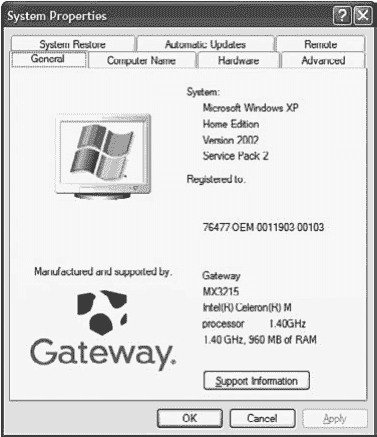 System Properties
System Restore
Automatic Updates
Remote
General
Computer Name
Hardware
Advanced
System:
Microsoft Windows XP
Home Edition
Version 2002
Service Pack 2
Registered to:
76477 OEM 0011903 00103
Manufactured and supported by:
Gateway
MX3215
Intel(R) Celeron(R) M
processor 1.40GHz
1.40 GHz, 960 MB of RAM
Gateway.
Support Information
OK
Cancel
Apply